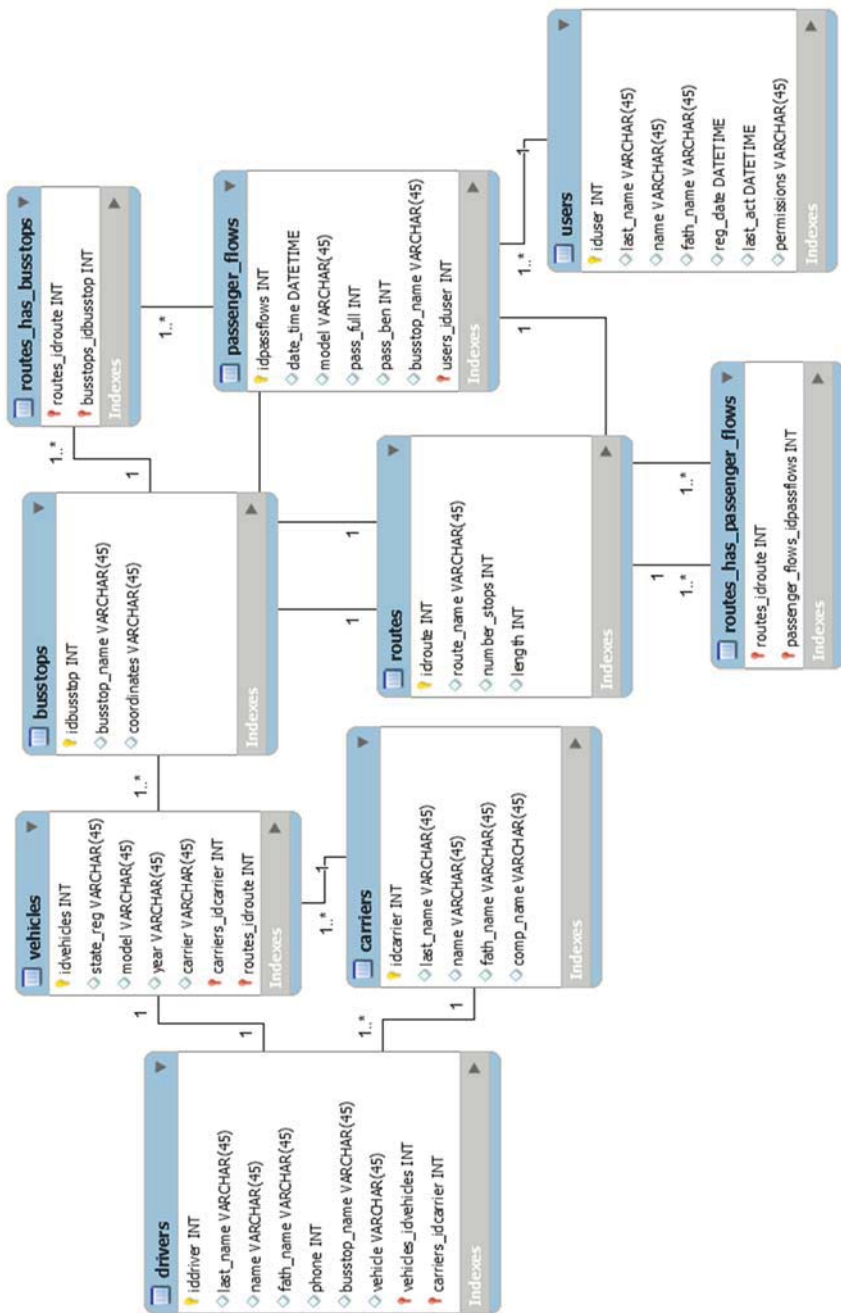 drivers
iddriver INT
last_name VARCHAR(45)
name VARCHAR(45)
fath_name VARCHAR(45)
phone INT
busstop_name VARCHAR(45)
vehicle VARCHAR(45)
vehicles_idvehicles INT
carriers_idcarrier INT
Indexes
1
1
1..*
1
vehicles
idvehicles INT
state_reg VARCHAR(45)
model VARCHAR(45)
year VARCHAR(45)
carrier VARCHAR(45)
carriers_idcarrier INT
routes_idroute INT
Indexes
1..*
1
1..*
carriers
idcarrier INT
last_name VARCHAR(45)
name VARCHAR(45)
fath_name VARCHAR(45)
comp_name VARCHAR(45)
Indexes
busstops
idbusstop INT
busstop_name VARCHAR(45)
coordinates VARCHAR(45)
Indexes
1
1..*
1
1
routes
idroute INT
route_name VARCHAR(45)
number_stops INT
length INT
Indexes
1
1..*
1..*
1
routes_has_busstops
routes_idroute INT
busstops_idbusstop INT
Indexes
1..*
passenger_flows
idpassflows INT
date_time DATETIME
model VARCHAR(45)
pass_full INT
pass_ben INT
busstop_name VARCHAR(45)
users_iduser INT
Indexes
1..*
1
routes_has_passenger_flows
routes_idroute INT
passenger_flows_idpassflows INT
Indexes
users
iduser INT
last_name VARCHAR(45)
name VARCHAR(45)
fath_name VARCHAR(45)
reg_date DATETIME
last_act DATETIME
permissions VARCHAR(45)
Indexes